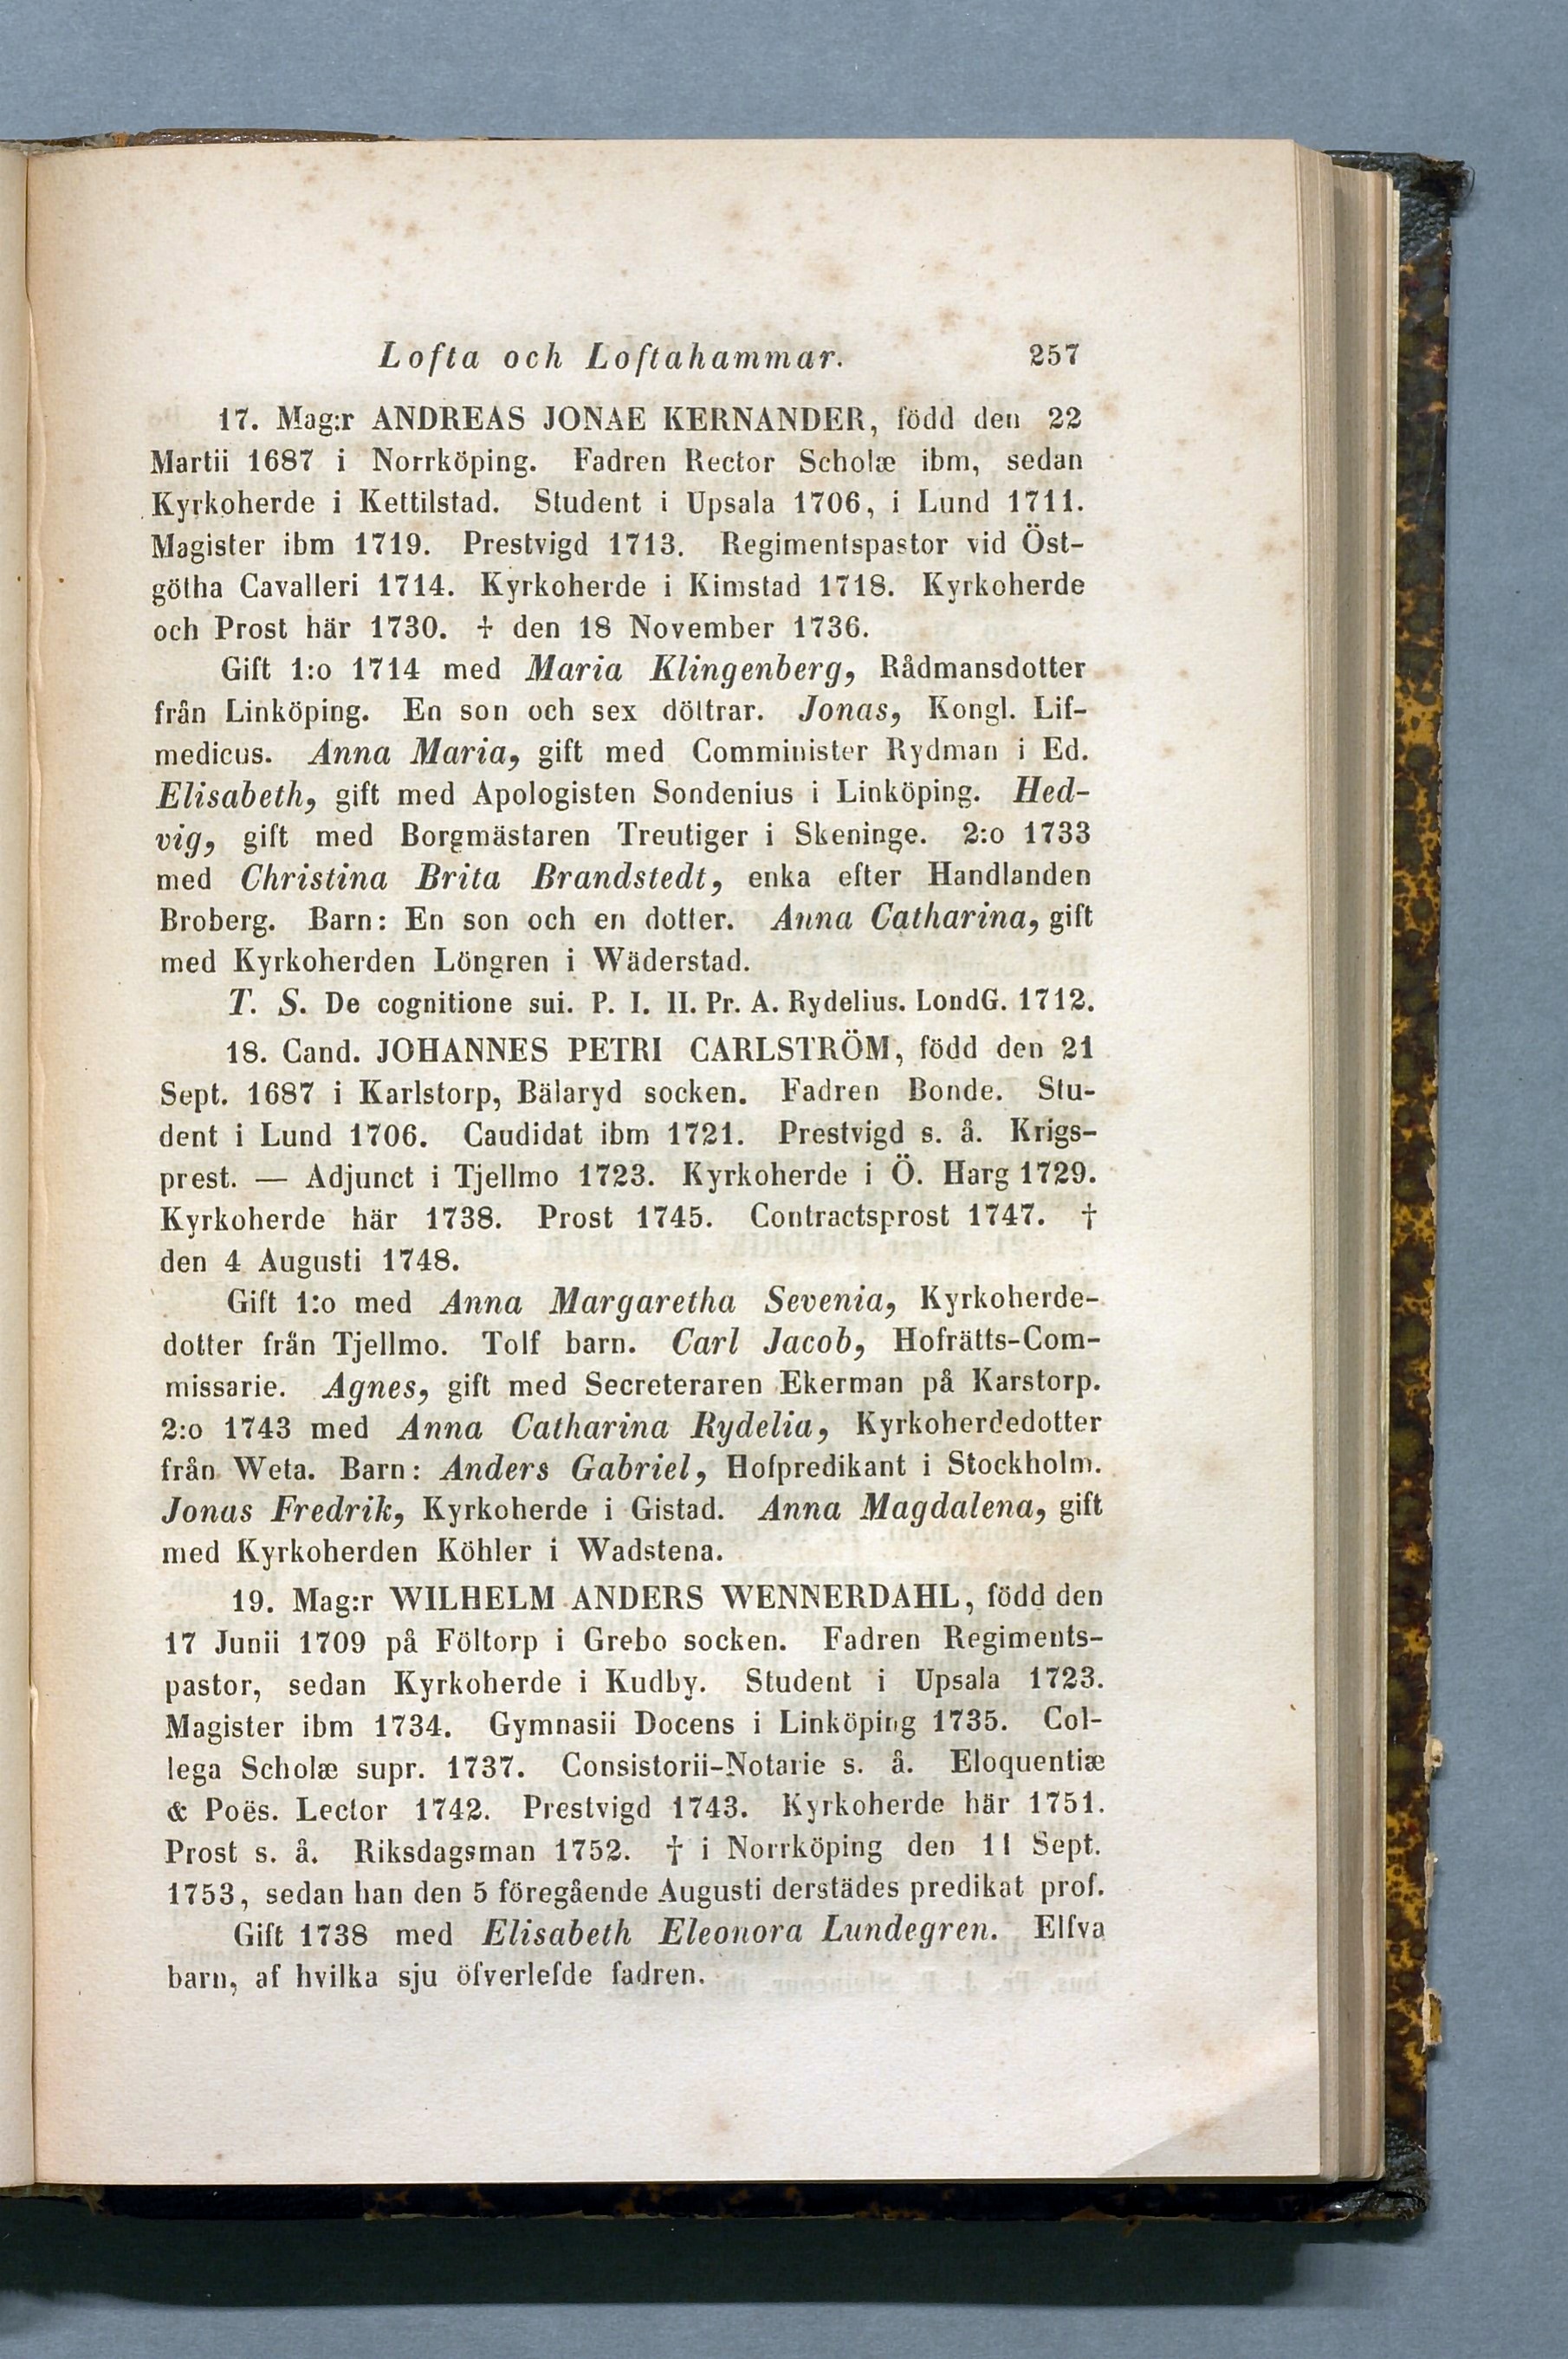 Lofta och Loftahammar. 257
17. Mag:r ANDREAS JONAE KERNANDER, född den 22
Martii 1687 i Norrköping. Fadren Rector Scholæ ibm, sedan
Kyrkoherde i Kettilstad. Student i Upsala 1706, i Lund 1711.
Magister ibm 1719. Prestvigd 1713. Regimentspastor vid Öst-
götha Cavalleri 1714. Kyrkoherde i Kimstad 1718. Kyrkoherde
och Prost här 1730. † den 18 November 1736.
Gift 1:o 1714 med Maria Klingenberg, Rådmansdotter
från Linköping. En son och sex döttrar. Jonas, Kongl. Lif-
medicus. Anna Maria, gift med Comminister Rydman i Ed.
Elisabeth, gift med Apologisten Sondenius i Linköping. Hed-
vig, gift med Borgmästaren Treutiger i Skeninge. 2:o 1733
med Christina Brita Brandstedt, enka efter Handlanden
Broberg. Barn: En son och en dotter. Anna Catharina, gift
med Kyrkoherden Löngren i Wäderstad.
T. S. De cognitione sui. P. I. II. Pr. A. Rydelius. LondG. 1712.
18. Cand. JOHANNES PETRI CARLSTRÖM, född den 21
Sept. 1687 i Karlstorp, Bälaryd socken. Fadren Bonde. Stu-
dent i Lund 1706. Caudidat ibm 1721. Prestvigd s. å. Krigs-
prest. — Adjunct i Tjellmo 1723. Kyrkoherde i Ö. Harg 1729.
Kyrkoherde här 1738. Prost 1745. Contractsprost 1747. †
den 4 Augusti 1748.
Gift 1:o med Anna Margaretha Sevenia, Kyrkoherde-
dotter från Tjellmo. Tolf barn. Carl Jacob, Hofrätts-Com-
missarie. Agnes, gift med Secreteraren Ekerman på Karstorp.
2:o 1743 med Anna Catharina Rydelia, Kyrkoherdedotter
från Weta. Barn: Anders Gabriel, Hofpredikant i Stockholm.
Jonas Fredrik, Kyrkoherde i Gistad. Anna Magdalena, gift
med Kyrkoherden Köhler i Wadstena.
19. Mag:r WILHELM ANDERS WENNERDAHL, född den
17 Junii 1709 på Föltorp i Grebo socken. Fadren Regiments-
pastor, sedan Kyrkoherde i Kudby. Student i Upsala 1723.
Magister ibm 1734. Gymnasii Docens i Linköping 1735. Col-
lega Scholæ supr. 1737. Consistorii-Notarie s. å. Eloquentiæ
& Poës. Lector 1742. Prestvigd 1743. Kyrkoherde här 1751.
Prost s. å. Riksdagsman 1752. † i Norrköping den 11 Sept.
1753, sedan han den 5 föregående Augusti derstädes predikat prof.
Gift 1738 med Elisabeth Eleonora Lundegren. Elfva
barn, af hvilka sju öfverlefde fadren.